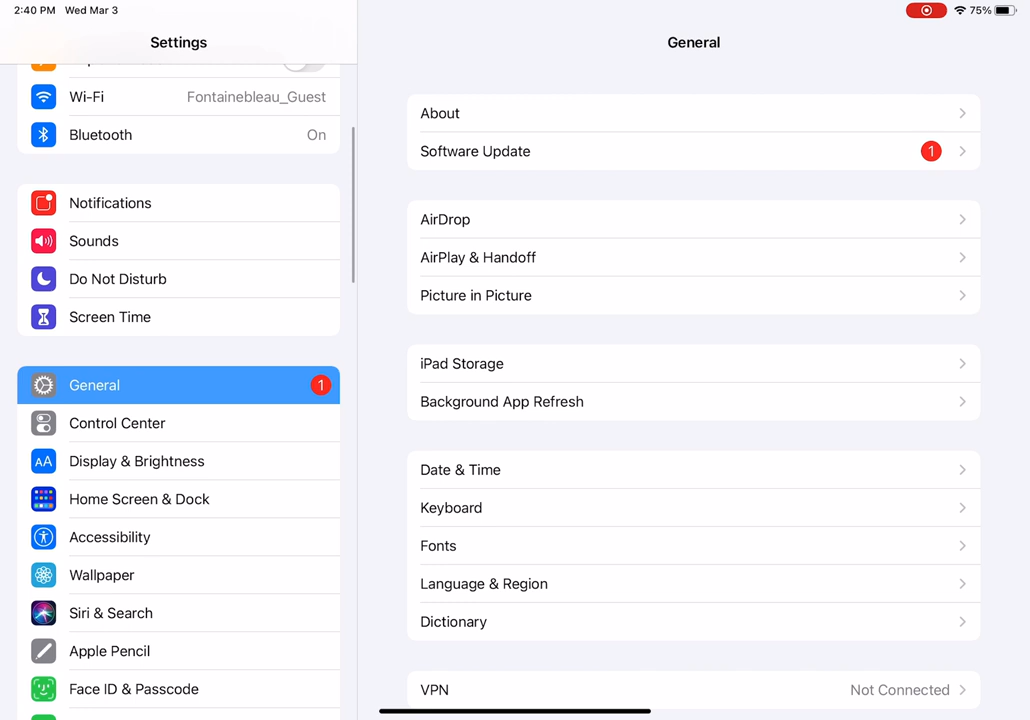 2:40 PM Wed Mar 3
75%
Settings
Wi-Fi Fontainebleau_Guest
Bluetooth On
Notifications
Sounds
Do Not Disturb
Screen Time
General 1
Control Center
AA Display & Brightness
Home Screen & Dock
Accessibility
Wallpaper
Siri & Search
Apple Pencil
Face ID & Passcode
General
About
Software Update 1
AirDrop
AirPlay & Handoff
Picture in Picture
iPad Storage
Background App Refresh
Date & Time
Keyboard
Fonts
Language & Region
Dictionary
VPN Not Connected